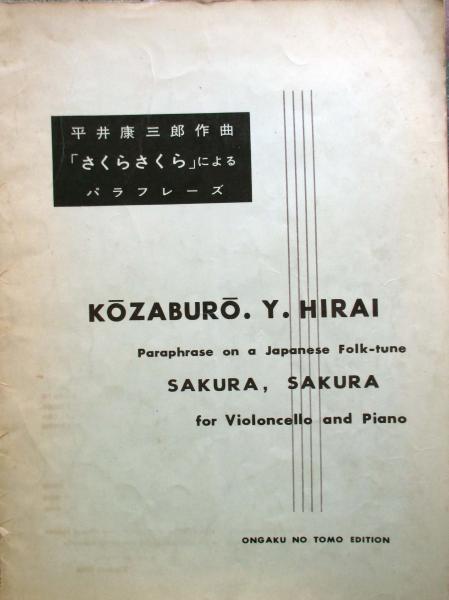 平井康三郎作曲
「さくらさくら」による
パラフレーズ
KŌZABURŌ. Y. HIRAI
Paraphrase on a Japanese Folk-tune
SAKURA, SAKURA
for Violoncello and Piano
ONGAKU NO TOMO EDITION